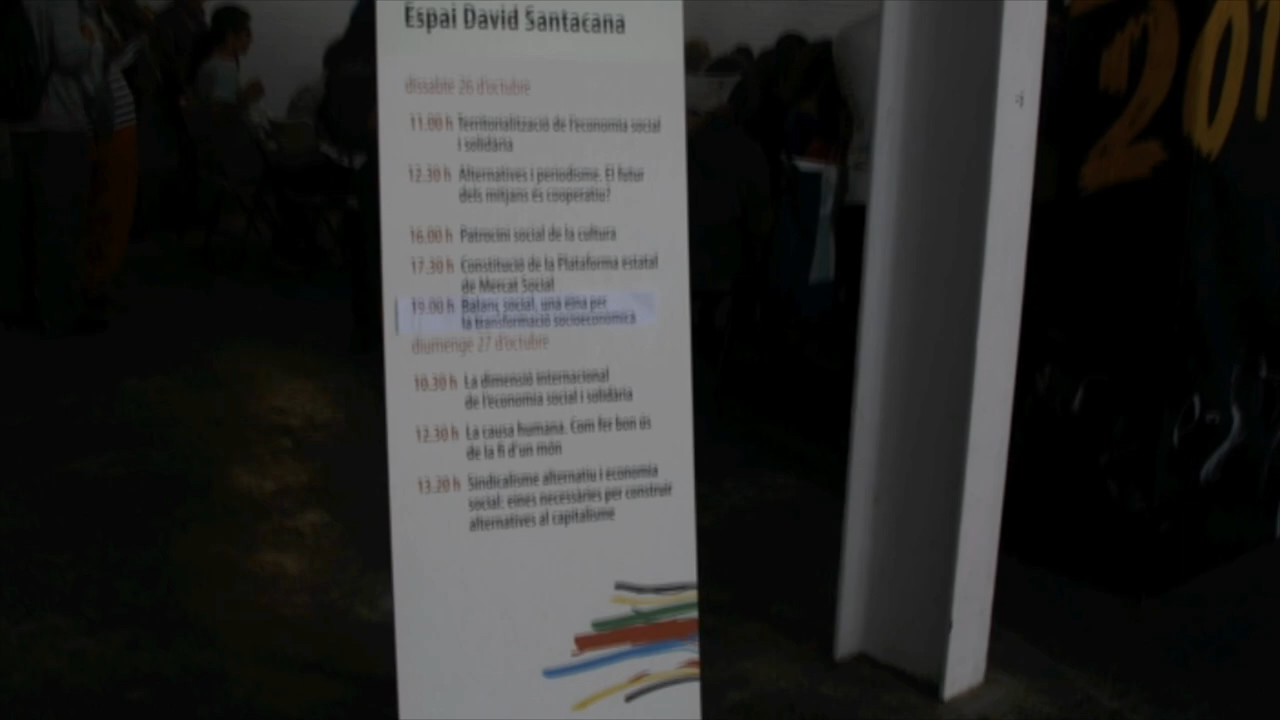 Espai David Santacana
dissabte 26 d'octubre
11.00 h Territorialització de l'economia social
i solidària
12.30 h Alternatives i periodisme. El futur
dels mitjans és cooperatiu?
16.00 h Patrocini social de la cultura
17.30 h Constitució de la Plataforma estatal
de Mercat Social
19.00 h Balanç social, una eina per
la transformació socioeconòmica
diumenge 27 d'octubre
10.30 h La dimensió internacional
de l'economia social i solidària
12.30 h La causa humana. Com fer bon ús
de la fi d'un món
13.20 h Sindicalisme alternatiu i economia
social: eines necessàries per construir
alternatives al capitalisme
201